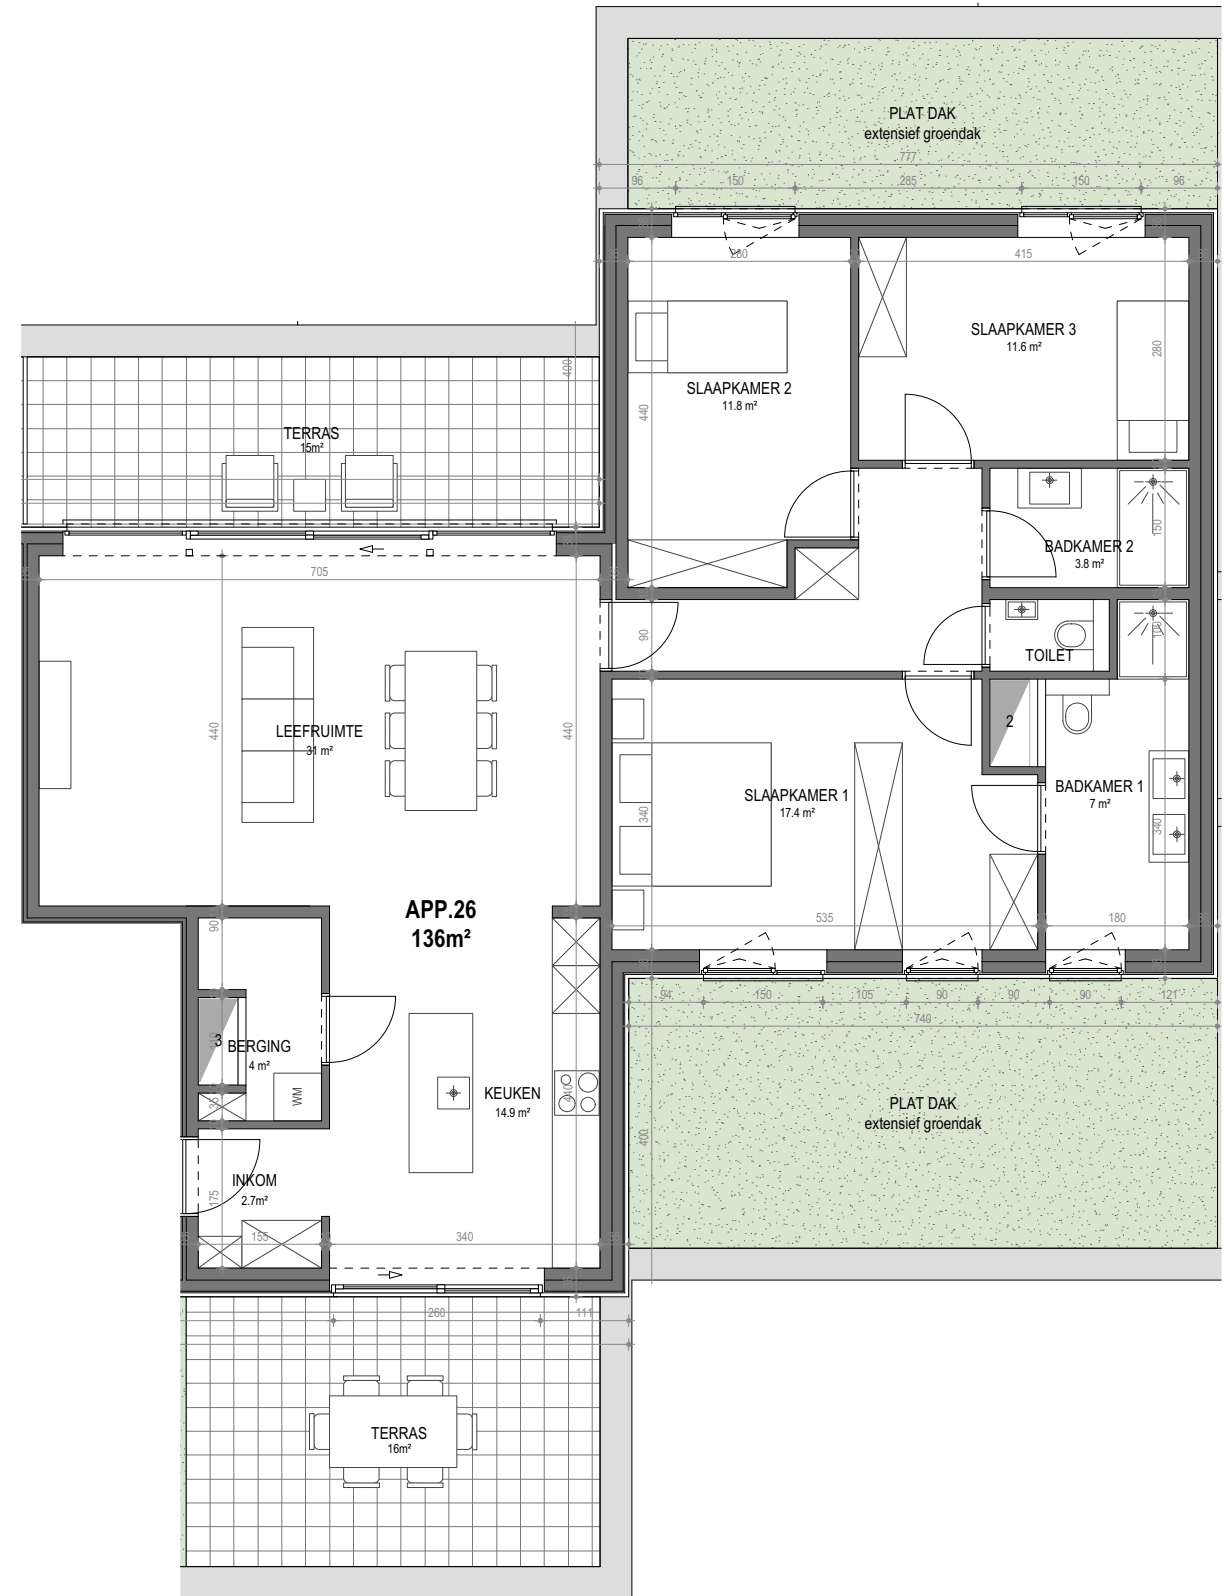 PLAT DAK
extensief groendak
777
96
150
285
150
96
280
415
SLAAPKAMER 3
11.6 m²
280
SLAAPKAMER 2
11.8 m²
440
400
TERRAS
15m²
150
BADKAMER 2
3.8 m²
705
90
100
TOILET
440
LEEFRUIMTE
31 m²
440
2
SLAAPKAMER 1
17.4 m²
340
BADKAMER 1
7 m²
340
APP.26
136m²
90
535
180
94
150
105
90
90
90
121
740
3
BERGING
4 m²
WM
35
KEUKEN
14.9 m²
440
PLAT DAK
extensief groendak
400
INKOM
2.7m²
175
155
340
260
111
TERRAS
16m²